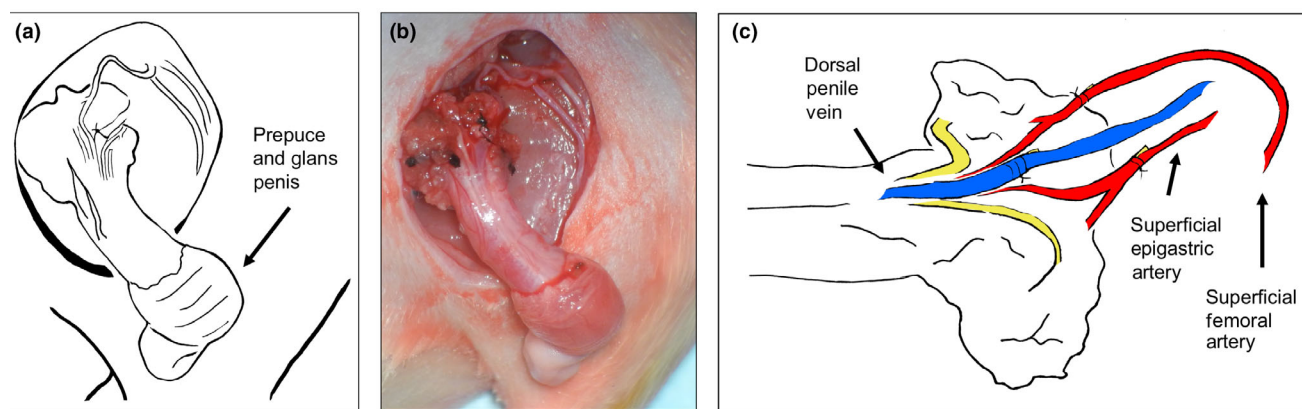 (a)
Prepuce
and glans
penis
(b)
(c)
Dorsal
penile
vein
Superficial
epigastric
artery
Superficial
femoral
artery